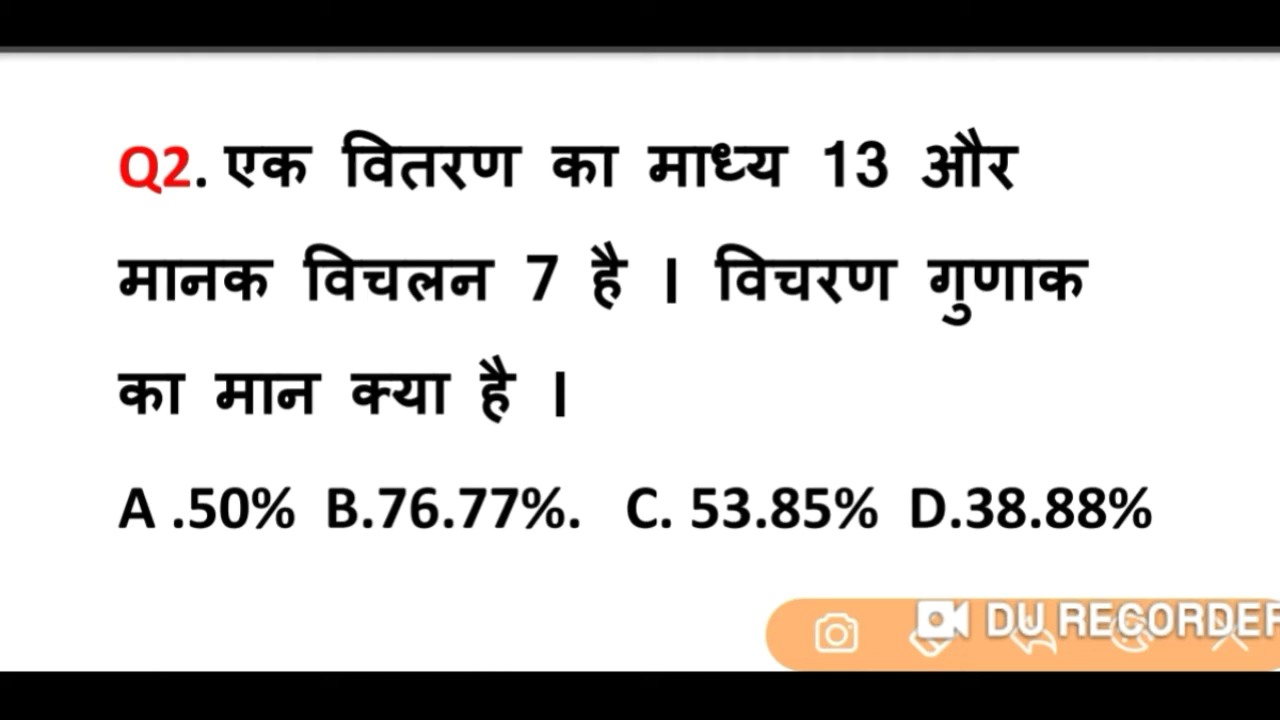 Q2. एक वितरण का माध्य 13 और
मानक विचलन 7 है । विचरण गुणाक
का मान क्या है ।
A .50% B.76.77%. C. 53.85% D.38.88%
DU RECORDER